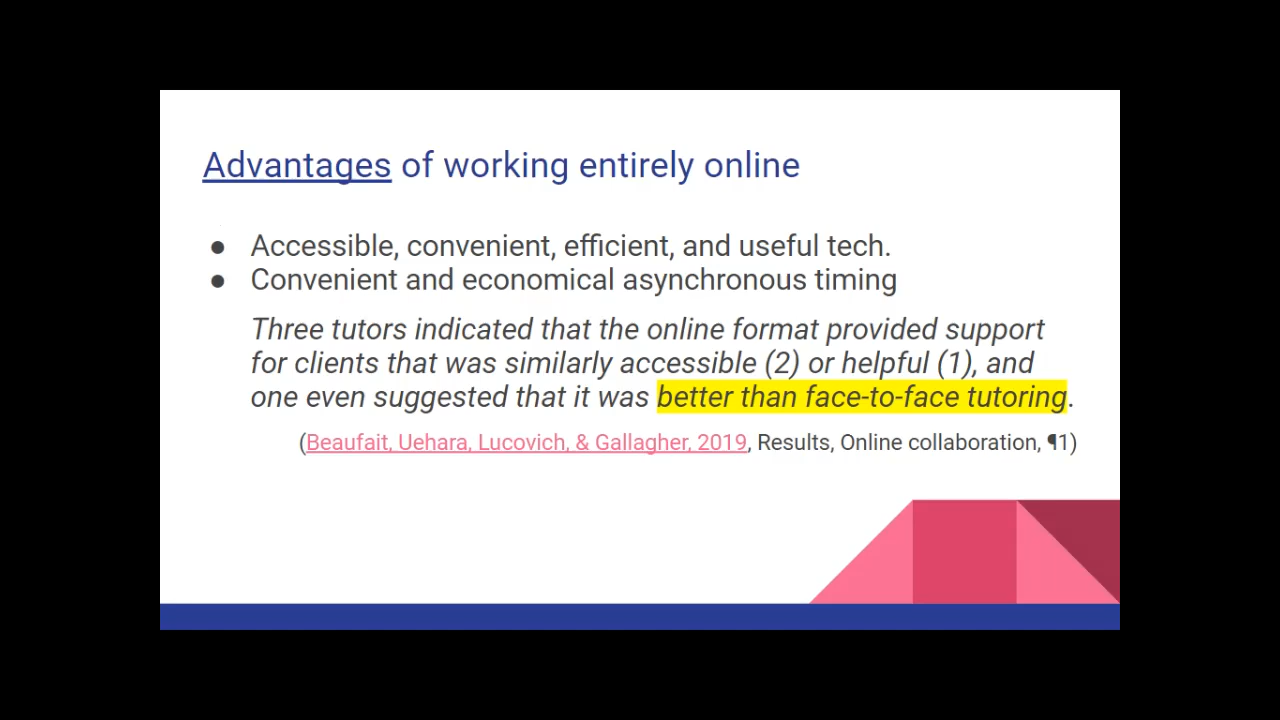 Advantages of working entirely online
● Accessible, convenient, efficient, and useful tech.
● Convenient and economical asynchronous timing
Three tutors indicated that the online format provided support
for clients that was similarly accessible (2) or helpful (1), and
one even suggested that it was better than face-to-face tutoring.
(Beaufait, Uehara, Lucovich, & Gallagher, 2019, Results, Online collaboration, ¶1)